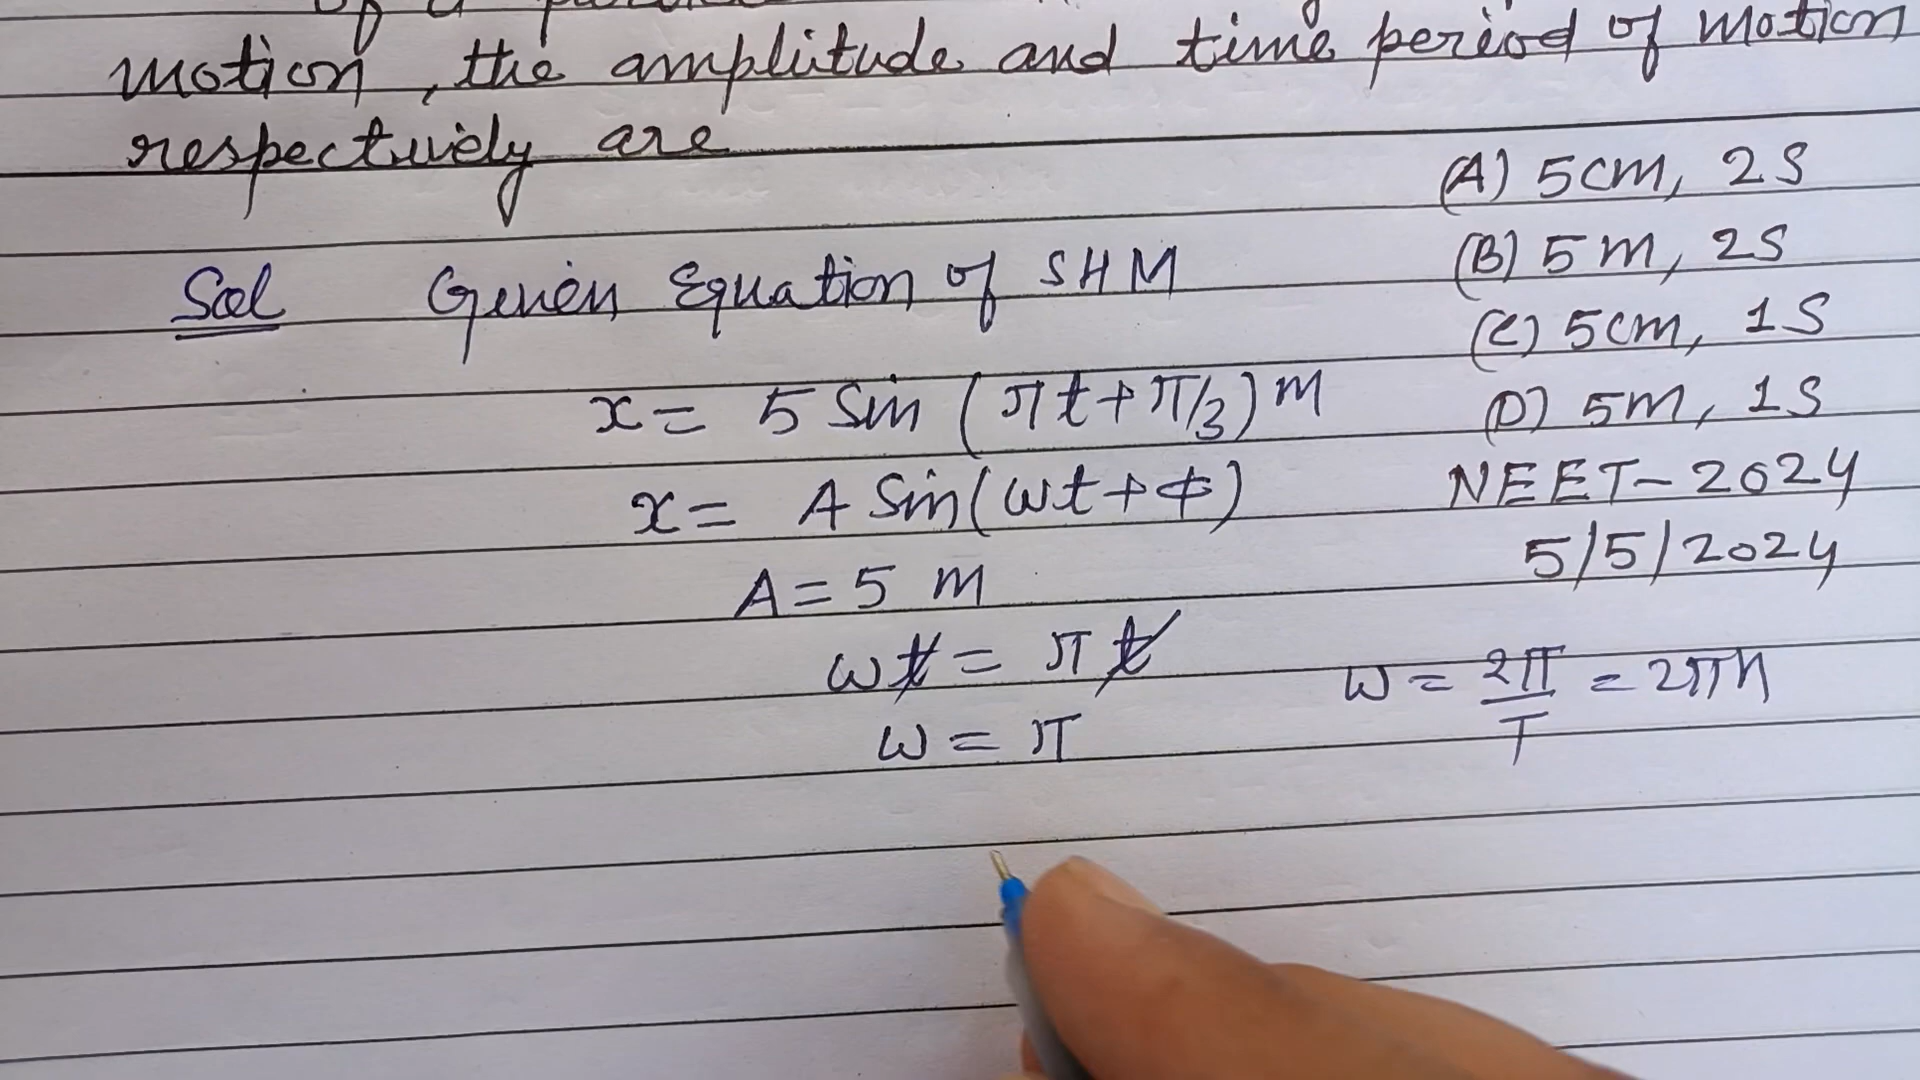 of a
motion, the amplitude and time period of motion
respectively are
(A) 5cm, 2S
(B) 5m, 2S
(C) 5cm, 1S
(D) 5m, 1S
NEET-2024
5/5/2024
Sol Given Equation of SHM
x = 5 Sin (πt+π/3) m
x = A Sin(ωt+φ)
A = 5 m
ωt = πt
ω = π
ω = 2π/T = 2πn